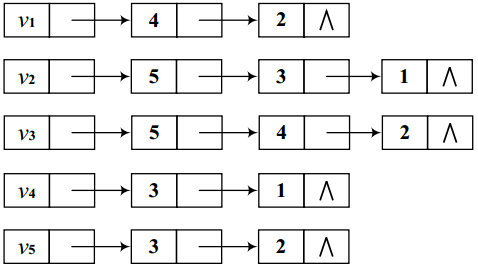 v1 4 2 ∧
v2 5 3 1 ∧
v3 5 4 2 ∧
v4 3 1 ∧
v5 3 2 ∧